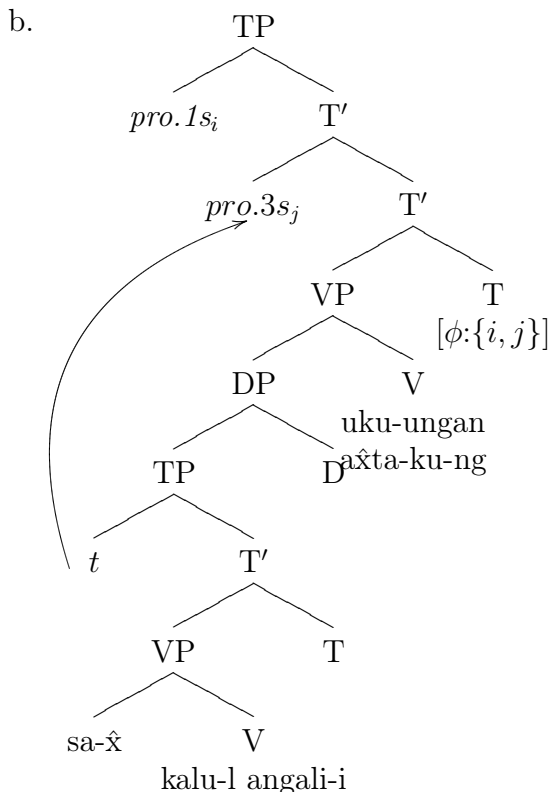 b.
TP
pro.1s_i T′
pro.3s_j T′
VP T
[ϕ:{i, j}]
DP V
uku-ungan
TP D ax̂ta-ku-ng
t T′
VP T
sa-x̂ V
kalu-l angali-i